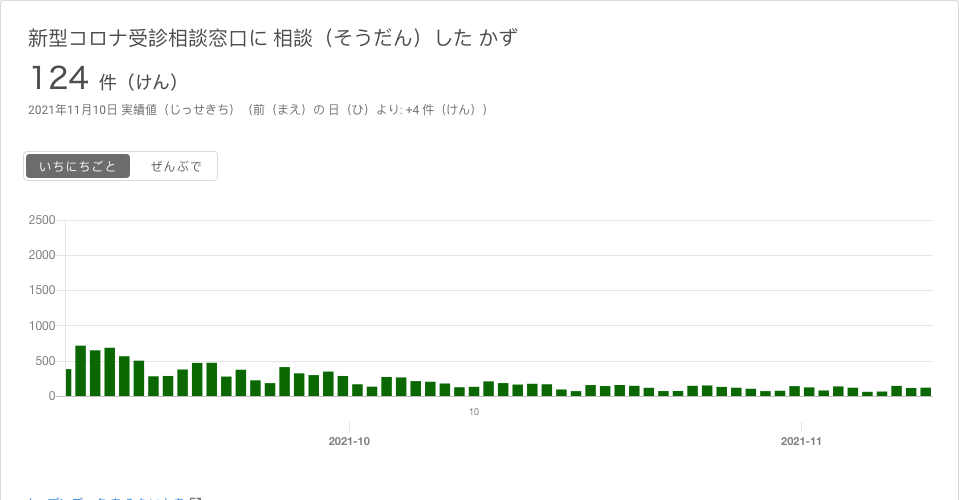 新型コロナ受診相談窓口に 相談（そうだん）した かず
124 件（けん）
2021年11月10日 実績値（じっせきち）（前（まえ）の 日（ひ）より: +4 件（けん））
いちにちごと ぜんぶで
2500
2000
1500
1000
500
0
10
2021-10 2021-11